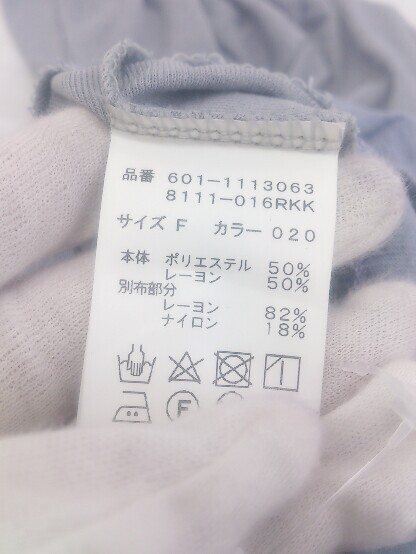 品番 601-1113063
8111-016RKK
サイズ F カラー 020
本体 ポリエステル 50%
レーヨン 50%
別布部分
レーヨン 82%
ナイロン 18%
F